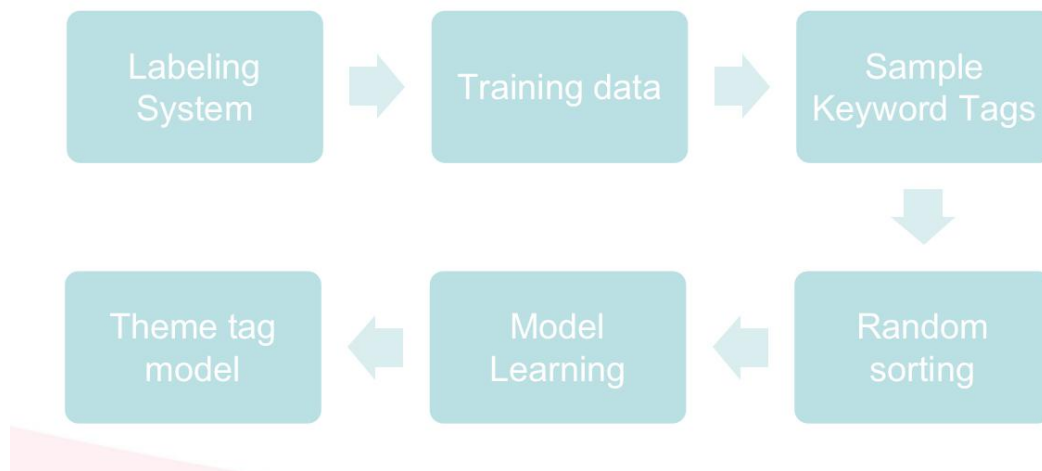 Labeling
System
Training data
Sample
Keyword Tags
Theme tag
model
Model
Learning
Random
sorting